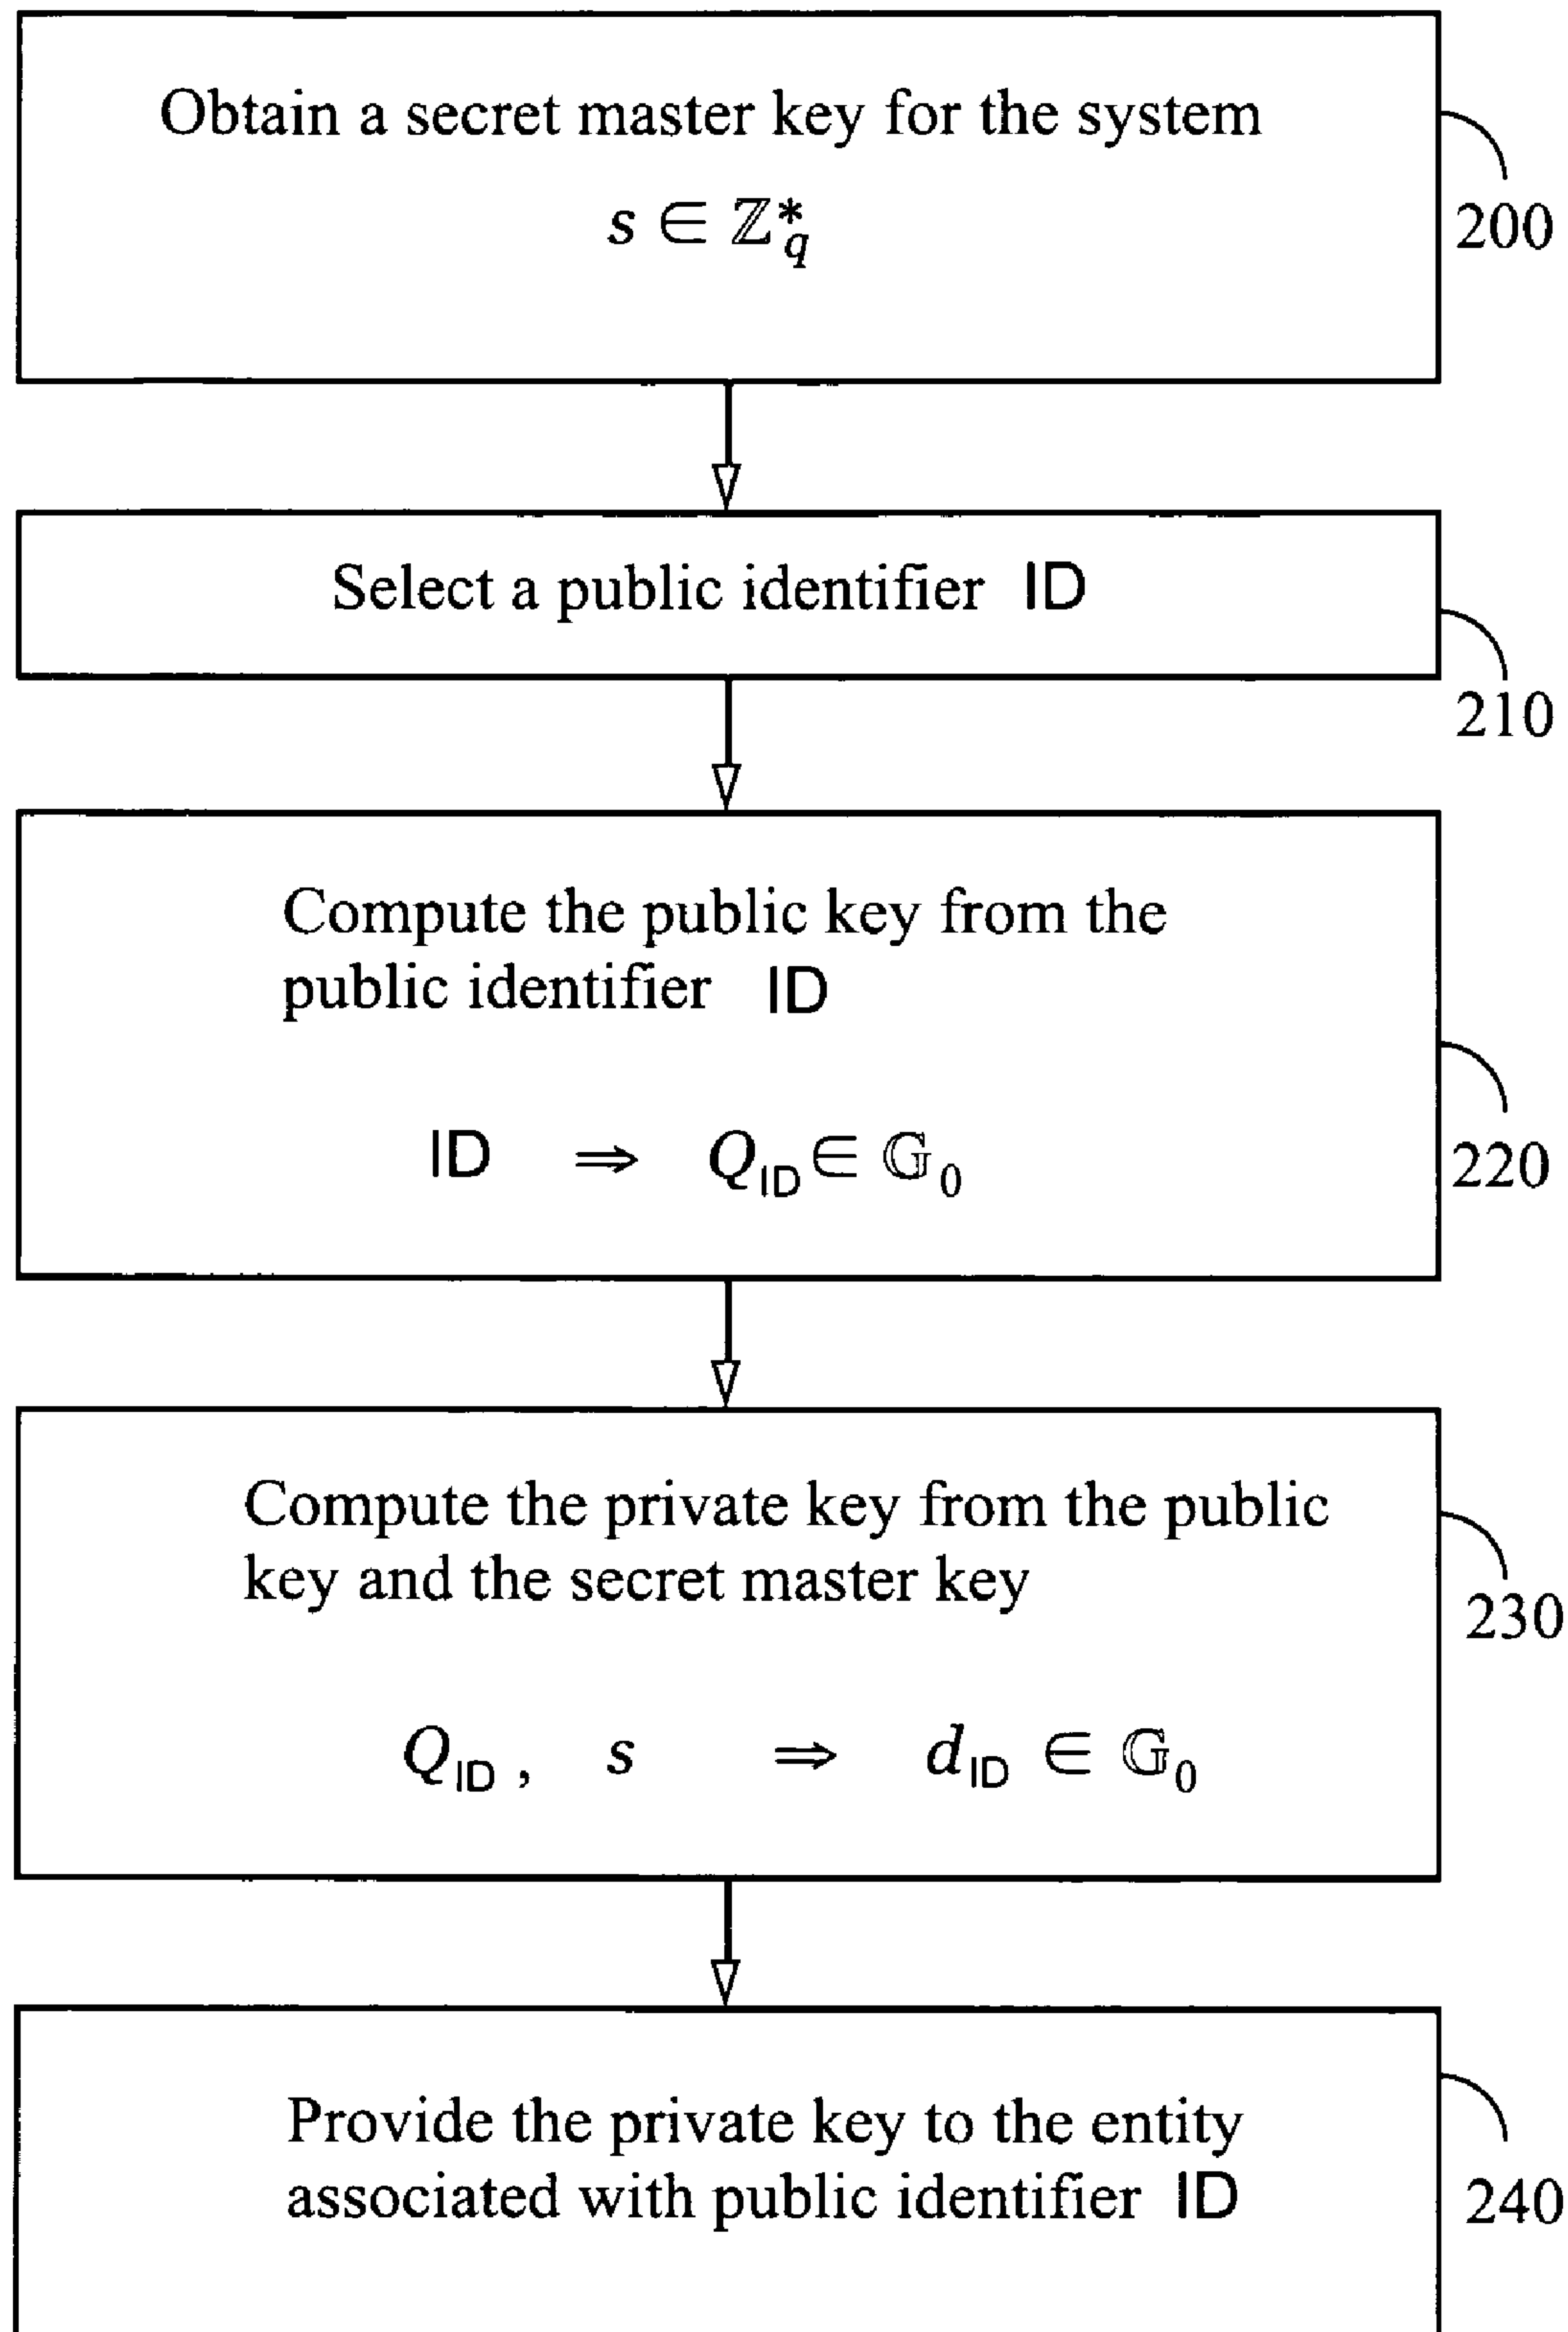 Obtain a secret master key for the system
s ∈ ℤ*q
200
Select a public identifier ID
210
Compute the public key from the
public identifier ID
ID ⇒ QID ∈ 𝔾0
220
Compute the private key from the public
key and the secret master key
QID , s ⇒ dID ∈ 𝔾0
230
Provide the private key to the entity
associated with public identifier ID
240